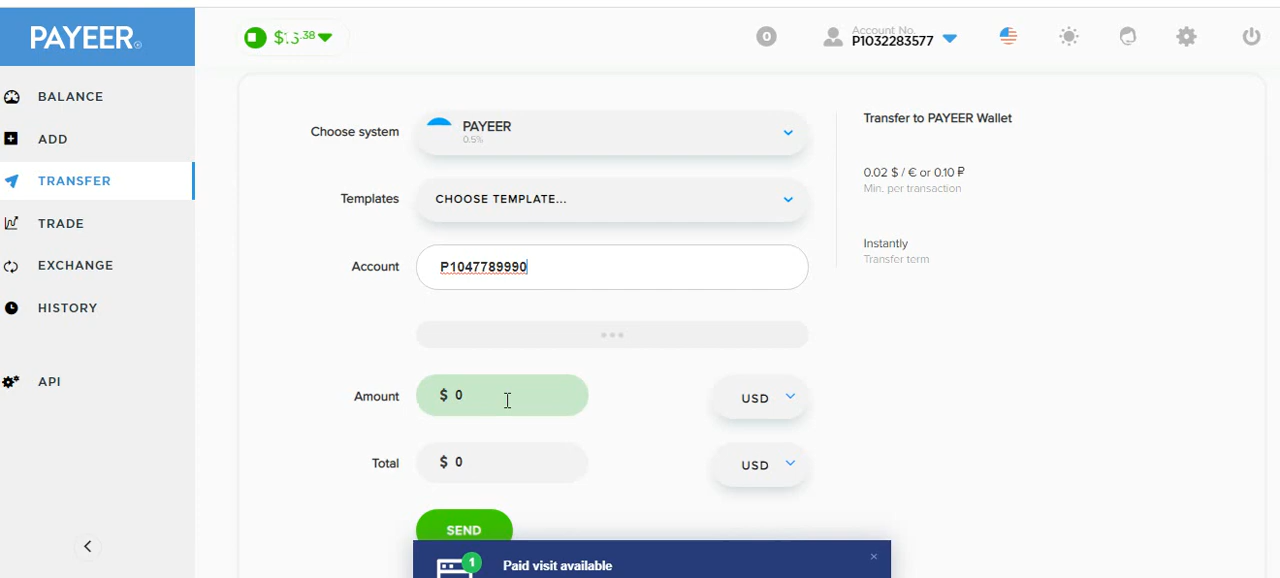 PAYEER®
.38
0
Account No.
P1032283577
BALANCE
ADD
TRANSFER
TRADE
EXCHANGE
HISTORY
API
Choose system
PAYEER
0.5%
Templates
CHOOSE TEMPLATE...
Account
P1047789990
Amount
$ 0
USD
Total
$ 0
USD
SEND
Transfer to PAYEER Wallet
0.02 $ / € or 0.10 ₽
Min. per transaction
Instantly
Transfer term
1
Paid visit available